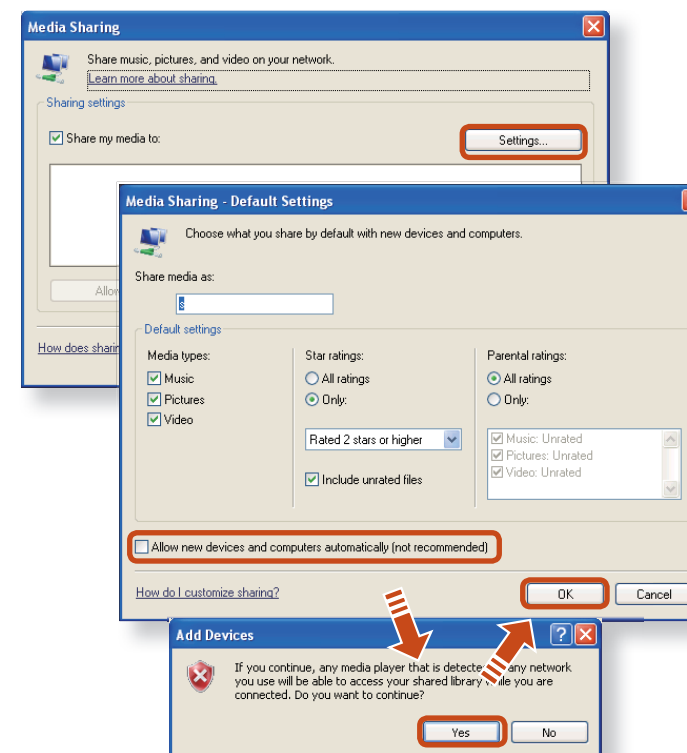 Media Sharing
Share music, pictures, and video on your network.
Learn more about sharing.
Sharing settings
Share my media to:
Settings...
Allow
How does sharin
Media Sharing - Default Settings
Choose what you share by default with new devices and computers.
Share media as:
s
Default settings
Media types:
Music
Pictures
Video
Star ratings:
All ratings
Only:
Rated 2 stars or higher
Include unrated files
Parental ratings:
All ratings
Only:
Music: Unrated
Pictures: Unrated
Video: Unrated
Allow new devices and computers automatically (not recommended)
How do I customize sharing?
OK
Cancel
Add Devices
If you continue, any media player that is detecte any network
you use will be able to access your shared library while you are
connected. Do you want to continue?
Yes
No